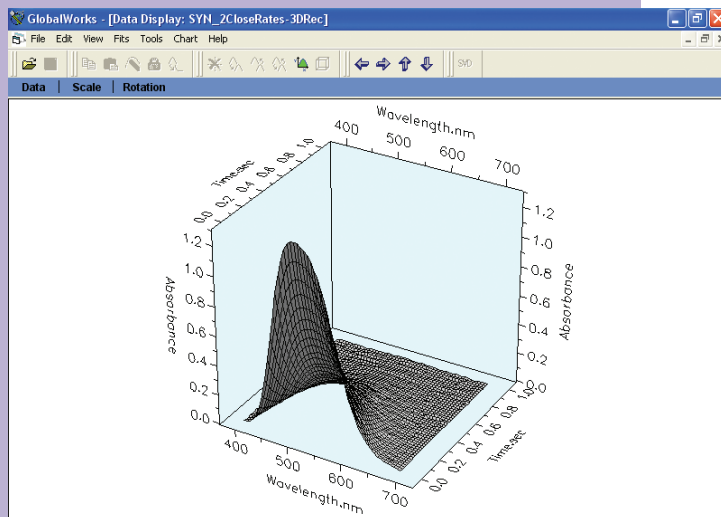 GlobalWorks - [Data Display: SYN_2CloseRates-3DRec]
File Edit View Fits Tools Chart Help
SVD
Data | Scale | Rotation
Wavelength.nm
400 500 600 700
Time.sec
0.0 0.2 0.4 0.6 0.8 1.0
1.2
1.0
0.8
0.6
0.4
0.2
0.0
Absorbance
1.2
1.0
0.8
0.6
0.4
0.2
0.0
Absorbance
0.0 0.2 0.4 0.6 0.8 1.0
Time.sec
400 500 600 700
Wavelength.nm